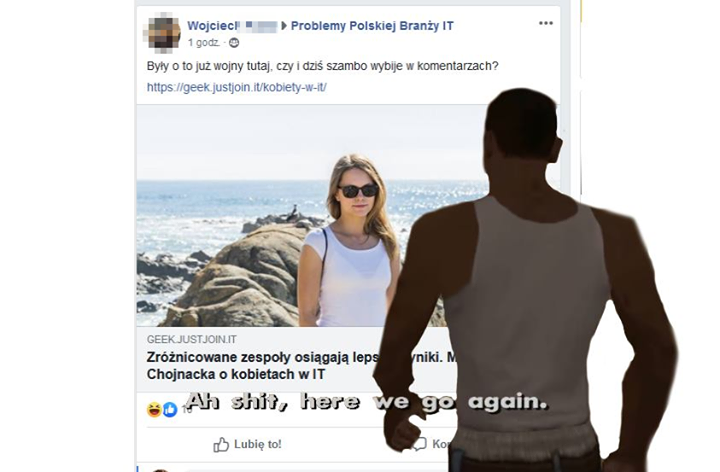 Wojciech ▶ Problemy Polskiej Branży IT
1 godz. ·
Były o to już wojny tutaj, czy i dziś szambo wybije w komentarzach?
https://geek.justjoin.it/kobiety-w-it/
GEEK.JUSTJOIN.IT
Zróżnicowane zespoły osiągają
Chojnacka o kobietach w IT
Ah shit, here we go again.
Lubię to!